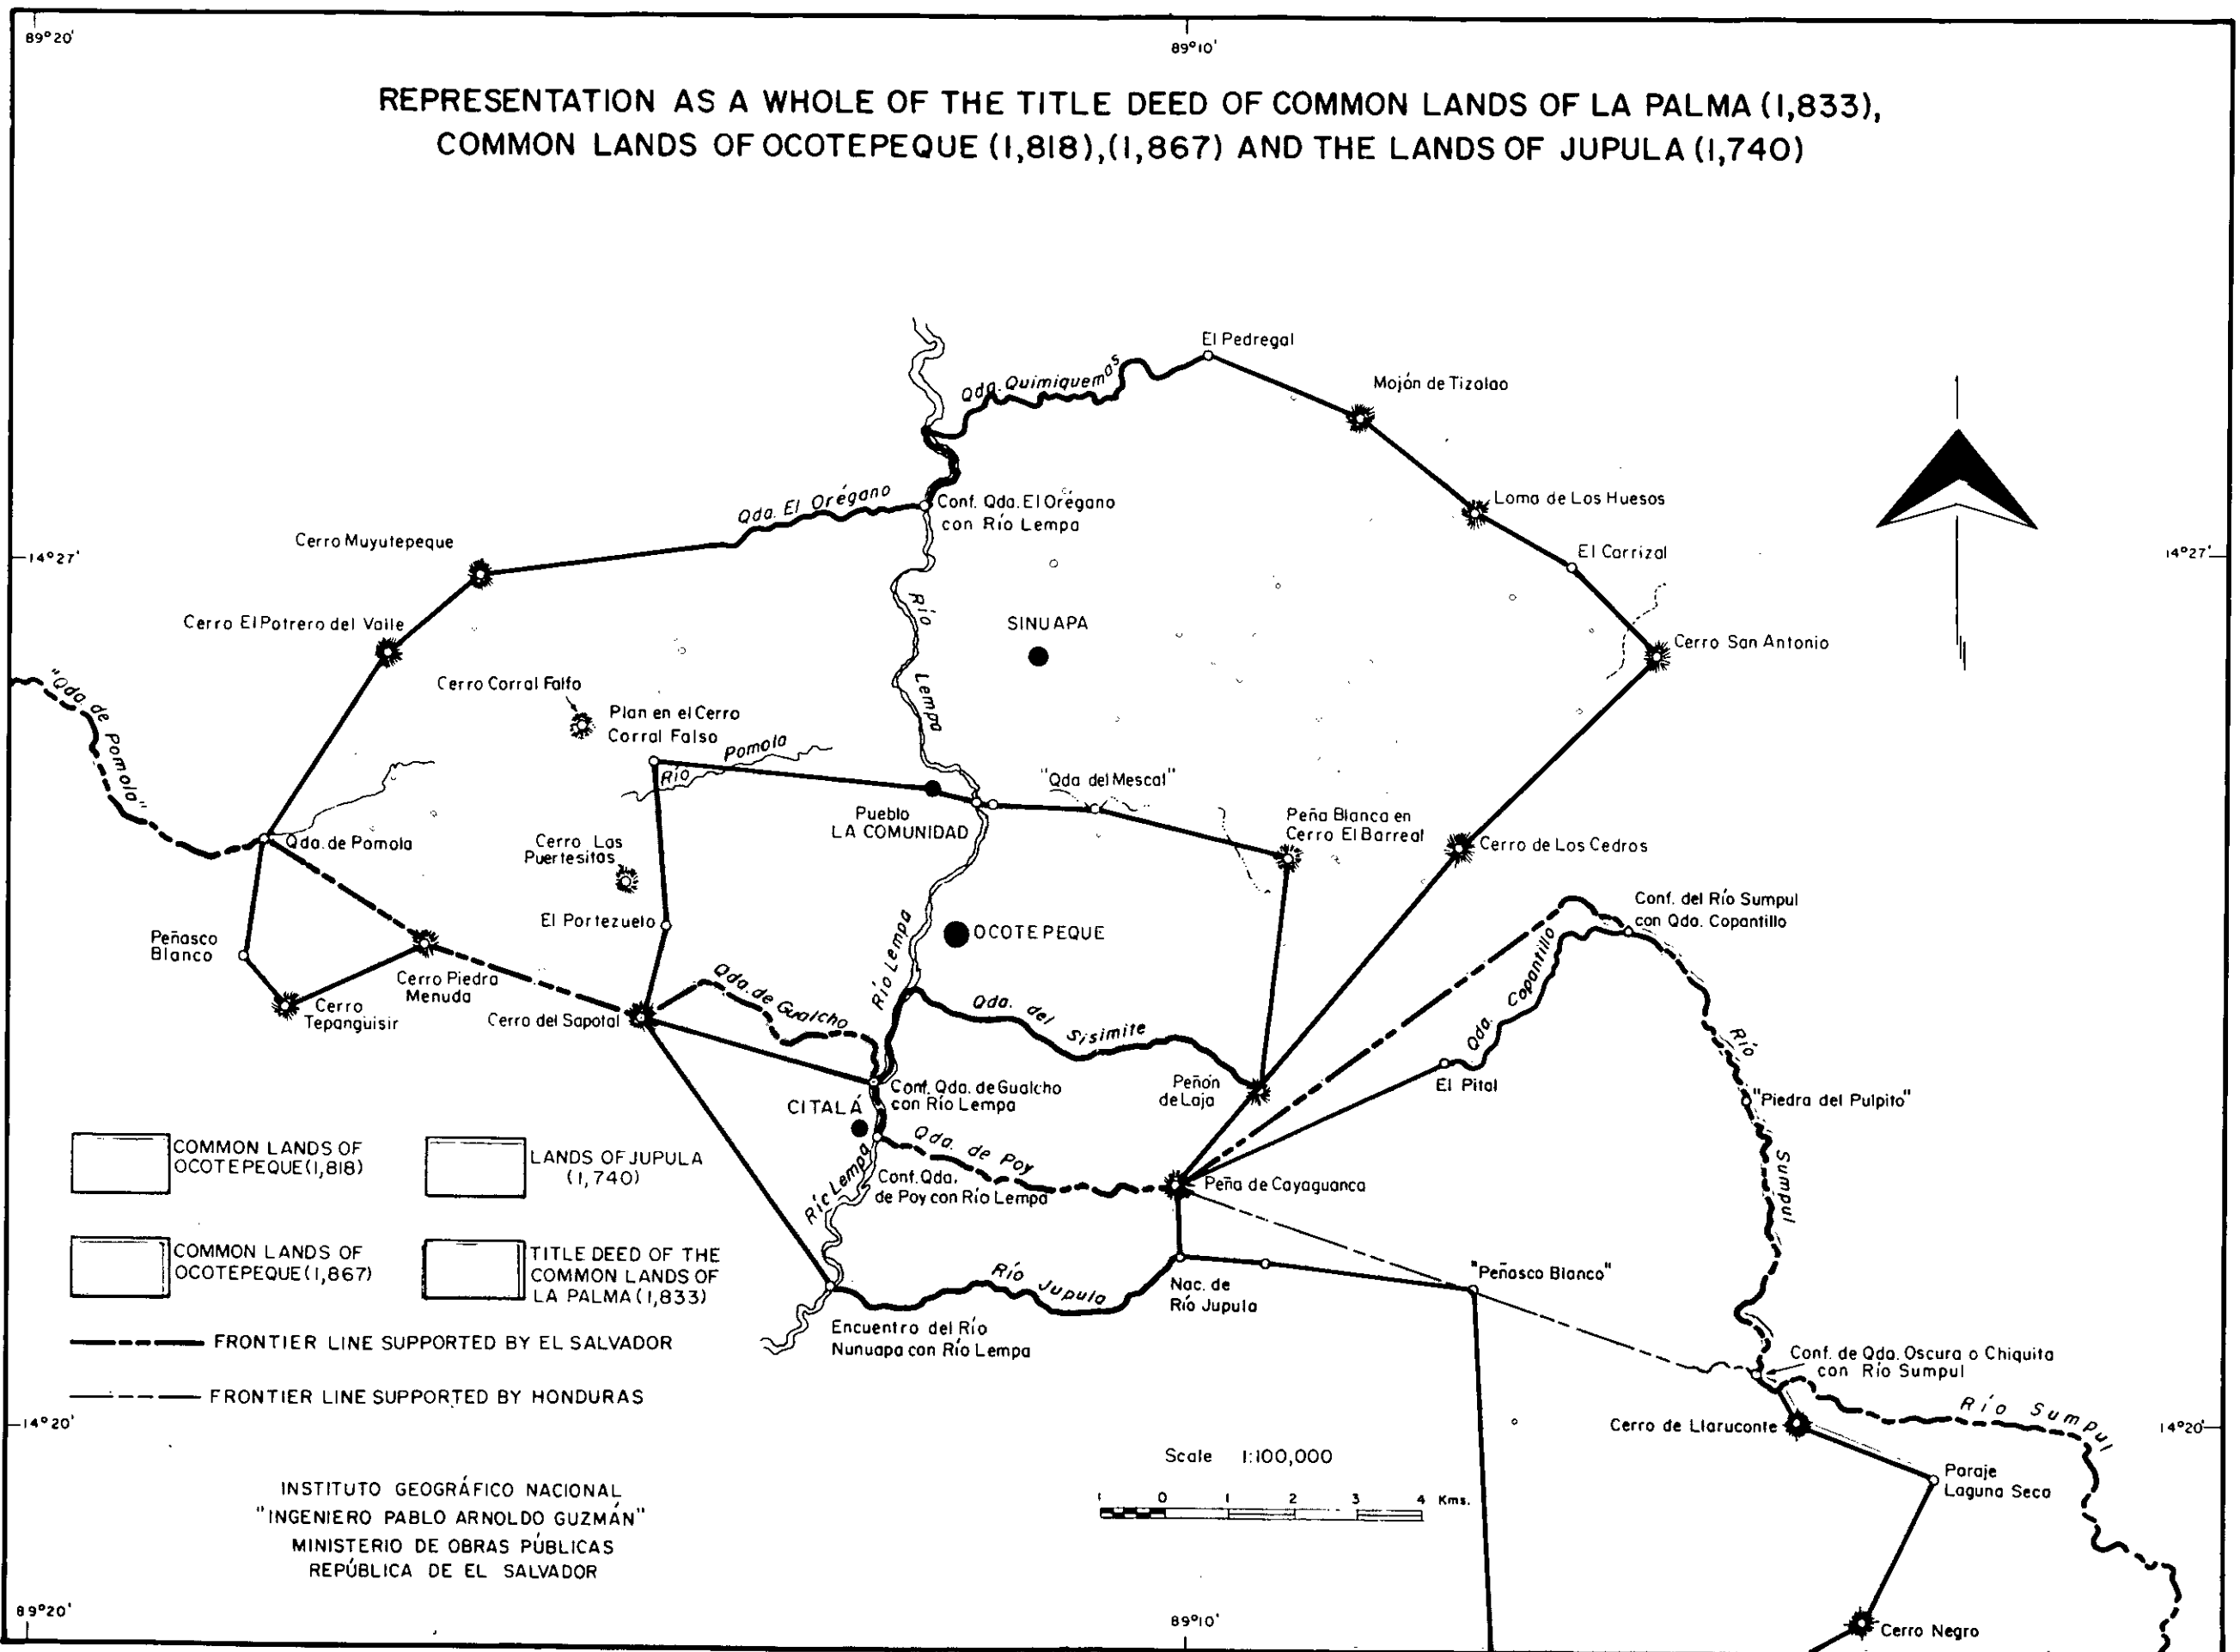 89°20'
89°10'
REPRESENTATION AS A WHOLE OF THE TITLE DEED OF COMMON LANDS OF LA PALMA (1,833),
COMMON LANDS OF OCOTEPEQUE (1,818),(1,867) AND THE LANDS OF JUPULA (1,740)
El Pedregal
Qda. Quimiquemas
Mojón de Tizalao
Qda. El Orégano
Conf. Qda. El Orégano
con Río Lempa
Loma de Los Huesos
Cerro Muyutepeque
El Carrizal
14°27'
14°27'
Cerro El Potrero del Valle
Río Lempa
SINUAPA
Cerro San Antonio
"Qda. de Pomola"
Cerro Corral Falfo
Plan en el Cerro
Corral Falso
Río Pomola
"Qda del Mescal"
Pueblo
LA COMUNIDAD
Peña Blanca en
Cerro El Barreal
Qda. de Pomola
Cerro Las
Puertesitas
Cerro de Los Cedros
Conf. del Río Sumpul
con Qda. Copantillo
El Portezuelo
Peñasco
Blanco
OCOTEPEQUE
Río Lempa
Qda. Copantillo
Cerro Piedra
Menuda
Qda. de Gualcho
Cerro
Tepanguisir
Cerro del Sapotal
Qda. del Sisimite
Río Sumpul
Peñón
de Laja
El Pital
Conf. Qda. de Gualcho
con Río Lempa
CITALÁ
"Piedra del Pulpito"
COMMON LANDS OF
OCOTEPEQUE(1,818)
LANDS OF JUPULA
(1,740)
Qda. de Poy
Río Lempa
Conf. Qda.
de Poy con Río Lempa
Peña de Cayaguanca
COMMON LANDS OF
OCOTEPEQUE(1,867)
TITLE DEED OF THE
COMMON LANDS OF
LA PALMA (1,833)
Río Jupula
Nac. de
Río Jupula
"Peñasco Blanco"
FRONTIER LINE SUPPORTED BY EL SALVADOR
Encuentro del Río
Nunuapa con Río Lempa
Conf. de Qda. Oscura o Chiquita
con Río Sumpul
FRONTIER LINE SUPPORTED BY HONDURAS
Río Sumpul
14°20'
Cerro de Llaruconte
14°20'
Scale 1:100,000
Paraje
Laguna Seca
INSTITUTO GEOGRÁFICO NACIONAL
"INGENIERO PABLO ARNOLDO GUZMÁN"
MINISTERIO DE OBRAS PÚBLICAS
REPÚBLICA DE EL SALVADOR
1 0 1 2 3 4 Kms.
89°20'
89°10'
Cerro Negro